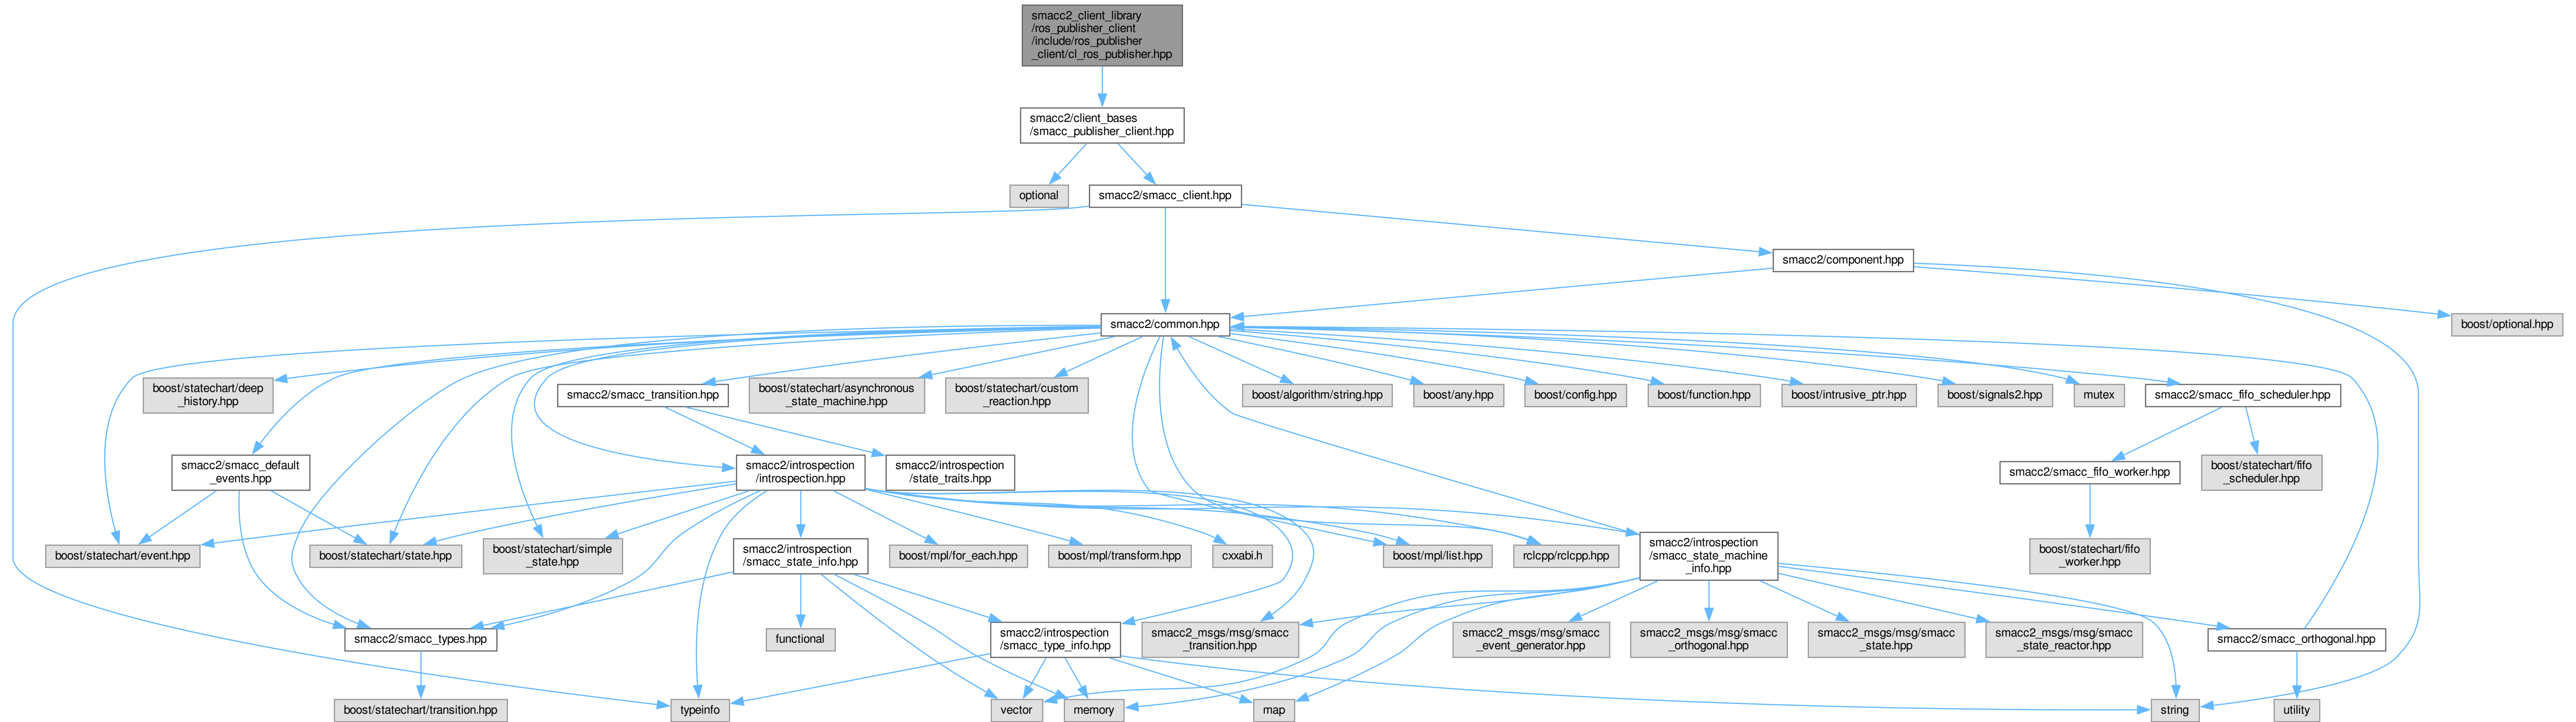 smacc2_client_library
/ros_publisher_client
/include/ros_publisher
_client/cl_ros_publisher.hpp
smacc2/client_bases
/smacc_publisher_client.hpp
optional
smacc2/smacc_client.hpp
smacc2/component.hpp
smacc2/common.hpp
boost/optional.hpp
boost/statechart/deep
_history.hpp
smacc2/smacc_transition.hpp
boost/statechart/asynchronous
_state_machine.hpp
boost/statechart/custom
_reaction.hpp
boost/algorithm/string.hpp
boost/any.hpp
boost/config.hpp
boost/function.hpp
boost/intrusive_ptr.hpp
boost/signals2.hpp
mutex
smacc2/smacc_fifo_scheduler.hpp
smacc2/smacc_default
_events.hpp
smacc2/introspection
/introspection.hpp
smacc2/introspection
/state_traits.hpp
smacc2/smacc_fifo_worker.hpp
boost/statechart/fifo
_scheduler.hpp
boost/statechart/event.hpp
boost/statechart/state.hpp
boost/statechart/simple
_state.hpp
smacc2/introspection
/smacc_state_info.hpp
boost/mpl/for_each.hpp
boost/mpl/transform.hpp
cxxabi.h
boost/mpl/list.hpp
rclcpp/rclcpp.hpp
smacc2/introspection
/smacc_state_machine
_info.hpp
boost/statechart/fifo
_worker.hpp
smacc2/smacc_types.hpp
functional
smacc2/introspection
/smacc_type_info.hpp
smacc2_msgs/msg/smacc
_transition.hpp
smacc2_msgs/msg/smacc
_event_generator.hpp
smacc2_msgs/msg/smacc
_orthogonal.hpp
smacc2_msgs/msg/smacc
_state.hpp
smacc2_msgs/msg/smacc
_state_reactor.hpp
smacc2/smacc_orthogonal.hpp
boost/statechart/transition.hpp
typeinfo
vector
memory
map
string
utility